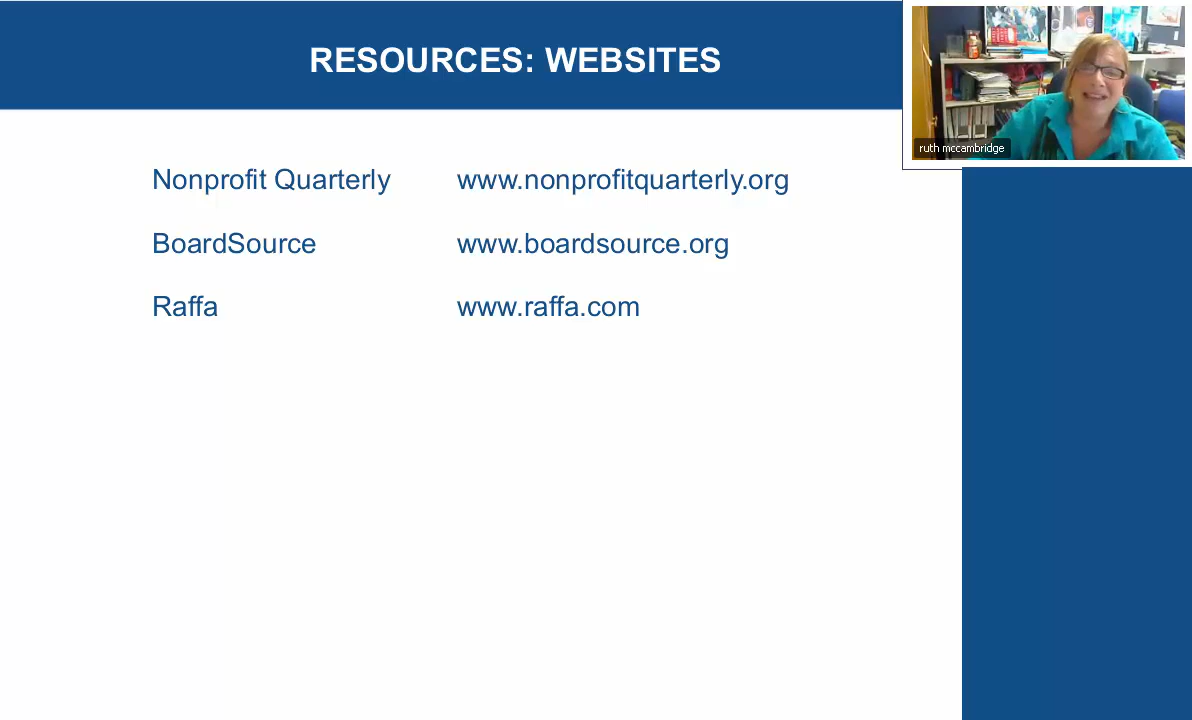 RESOURCES: WEBSITES
ruth mccambridge
Nonprofit Quarterly www.nonprofitquarterly.org
BoardSource www.boardsource.org
Raffa www.raffa.com